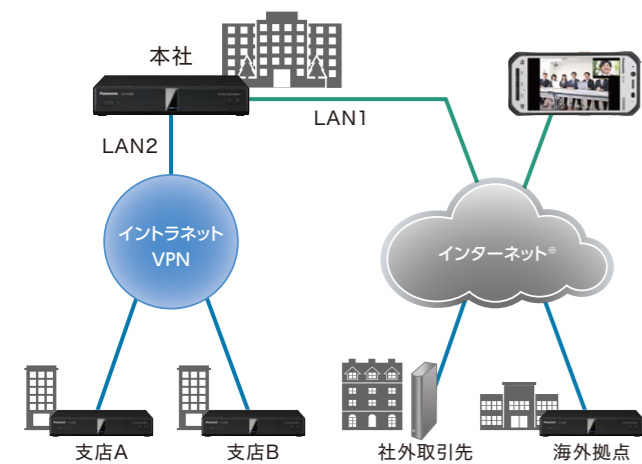 本社
Panasonic
LAN1
LAN2
イントラネット
VPN
インターネット※
支店A
支店B
社外取引先
海外拠点